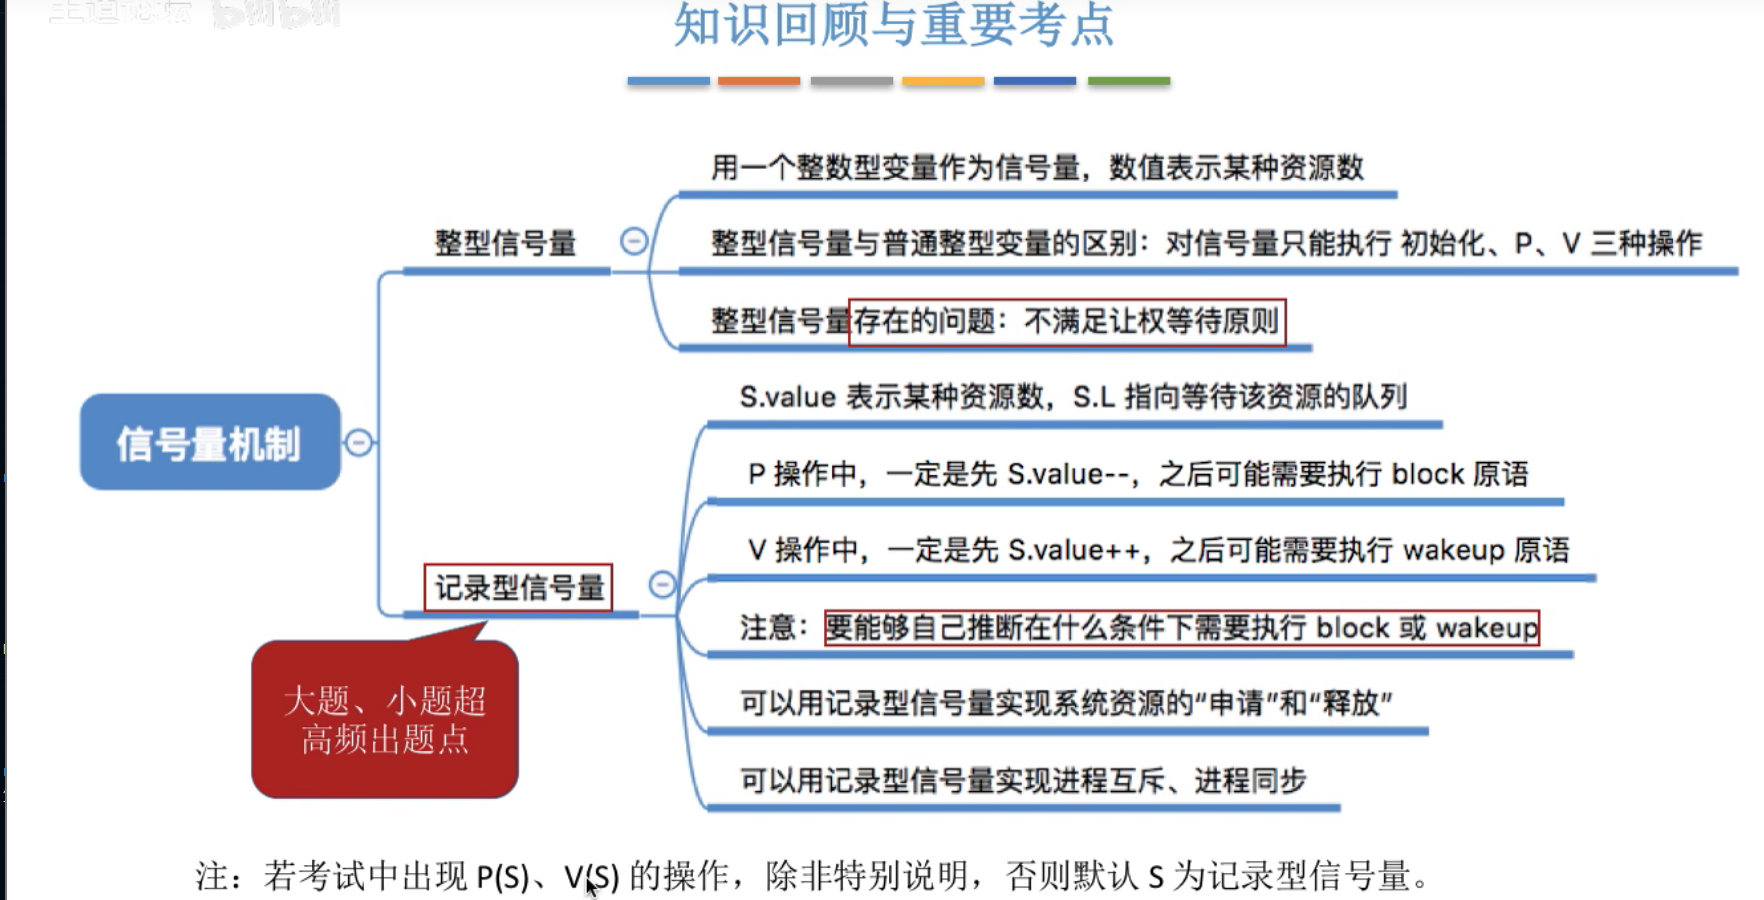 王道论坛 bilibili
知识回顾与重要考点
用一个整数型变量作为信号量，数值表示某种资源数
整型信号量
整型信号量与普通整型变量的区别：对信号量只能执行 初始化、P、V 三种操作
整型信号量存在的问题：不满足让权等待原则
信号量机制
S.value 表示某种资源数，S.L 指向等待该资源的队列
P 操作中，一定是先 S.value--，之后可能需要执行 block 原语
V 操作中，一定是先 S.value++，之后可能需要执行 wakeup 原语
记录型信号量
注意：要能够自己推断在什么条件下需要执行 block 或 wakeup
可以用记录型信号量实现系统资源的“申请”和“释放”
可以用记录型信号量实现进程互斥、进程同步
大题、小题超
高频出题点
注：若考试中出现 P(S)、V(S) 的操作，除非特别说明，否则默认 S 为记录型信号量。